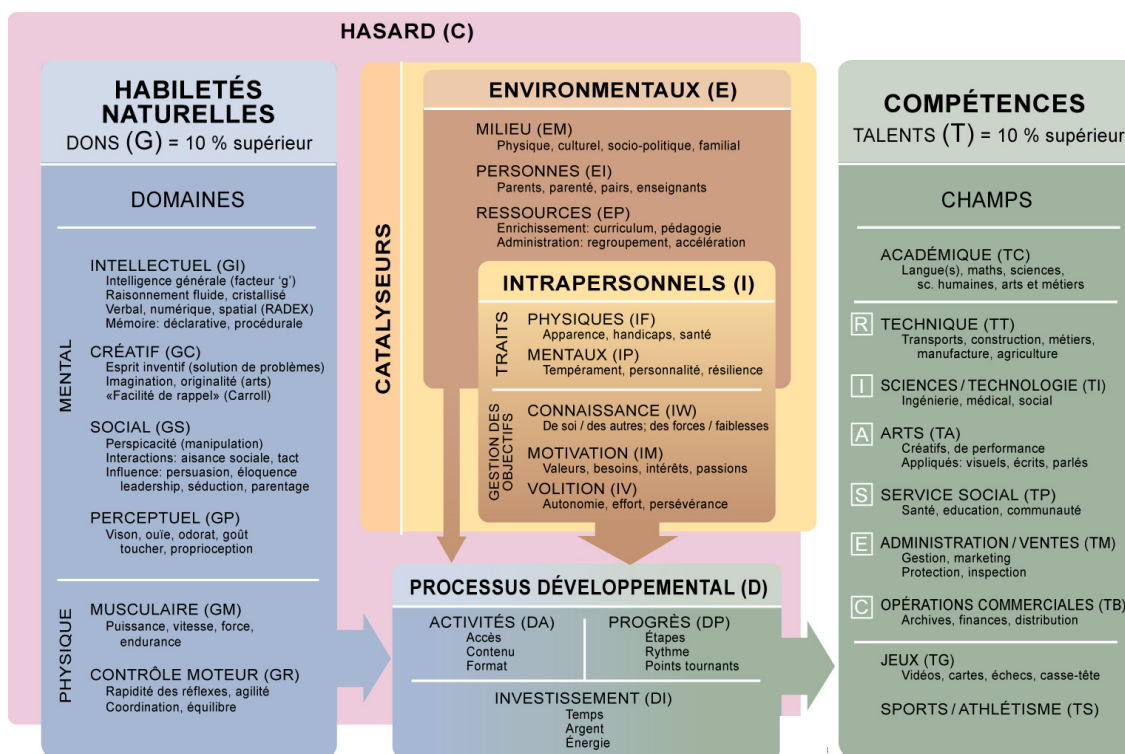 HASARD (C)
HABILETÉS
NATURELLES
DONS (G) = 10 % supérieur
DOMAINES
MENTAL
INTELLECTUEL (GI)
Intelligence générale (facteur ‘g’)
Raisonnement fluide, cristallisé
Verbal, numérique, spatial (RADEX)
Mémoire: déclarative, procédurale
CRÉATIF (GC)
Esprit inventif (solution de problèmes)
Imagination, originalité (arts)
«Facilité de rappel» (Carroll)
SOCIAL (GS)
Perspicacité (manipulation)
Interactions: aisance sociale, tact
Influence: persuasion, éloquence
leadership, séduction, parentage
PERCEPTUEL (GP)
Vison, ouïe, odorat, goût
toucher, proprioception
PHYSIQUE
MUSCULAIRE (GM)
Puissance, vitesse, force,
endurance
CONTRÔLE MOTEUR (GR)
Rapidité des réflexes, agilité
Coordination, équilibre
CATALYSEURS
ENVIRONMENTAUX (E)
MILIEU (EM)
Physique, culturel, socio-politique, familial
PERSONNES (EI)
Parents, parenté, pairs, enseignants
RESSOURCES (EP)
Enrichissement: curriculum, pédagogie
Administration: regroupement, accélération
INTRAPERSONNELS (I)
TRAITS
PHYSIQUES (IF)
Apparence, handicaps, santé
MENTAUX (IP)
Tempérament, personnalité, résilience
GESTION DES
OBJECTIFS
CONNAISSANCE (IW)
De soi / des autres; des forces / faiblesses
MOTIVATION (IM)
Valeurs, besoins, intérêts, passions
VOLITION (IV)
Autonomie, effort, persévérance
PROCESSUS DÉVELOPPEMENTAL (D)
ACTIVITÉS (DA)
Accès
Contenu
Format
PROGRÈS (DP)
Étapes
Rythme
Points tournants
INVESTISSEMENT (DI)
Temps
Argent
Énergie
COMPÉTENCES
TALENTS (T) = 10 % supérieur
CHAMPS
ACADÉMIQUE (TC)
Langue(s), maths, sciences,
sc. humaines, arts et métiers
R TECHNIQUE (TT)
Transports, construction, métiers,
manufacture, agriculture
I SCIENCES / TECHNOLOGIE (TI)
Ingénierie, médical, social
A ARTS (TA)
Créatifs, de performance
Appliqués: visuels, écrits, parlés
S SERVICE SOCIAL (TP)
Santé, education, communauté
E ADMINISTRATION / VENTES (TM)
Gestion, marketing
Protection, inspection
C OPÉRATIONS COMMERCIALES (TB)
Archives, finances, distribution
JEUX (TG)
Vidéos, cartes, échecs, casse-tête
SPORTS / ATHLÉTISME (TS)